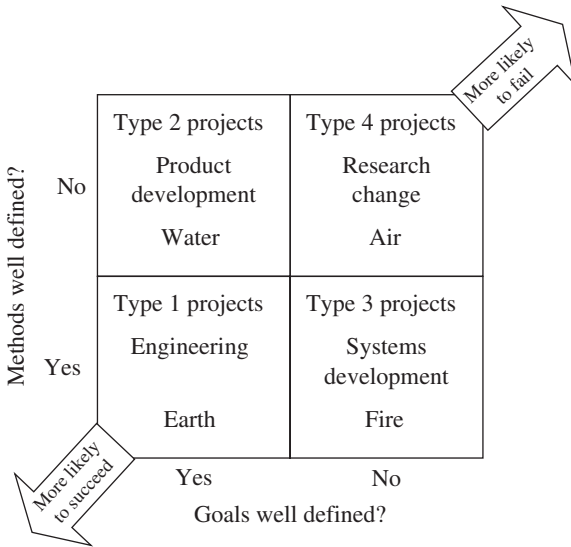 More likely
to fail
Type 2 projects
Product
development
Water
Type 4 projects
Research
change
Air
No
Methods well defined?
Yes
Type 1 projects
Engineering
Earth
Type 3 projects
Systems
development
Fire
More likely
to succeed
Yes
No
Goals well defined?